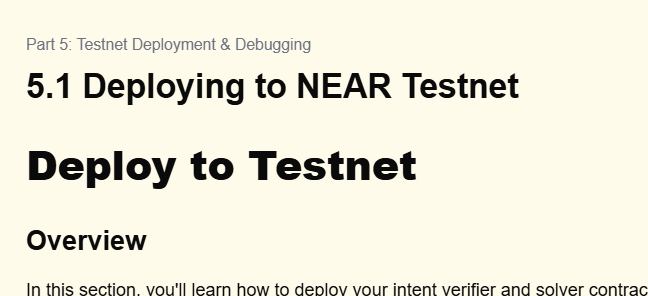 Part 5: Testnet Deployment & Debugging
5.1 Deploying to NEAR Testnet
Deploy to Testnet
Overview
In this section, you'll learn how to deploy your intent verifier and solver contrac